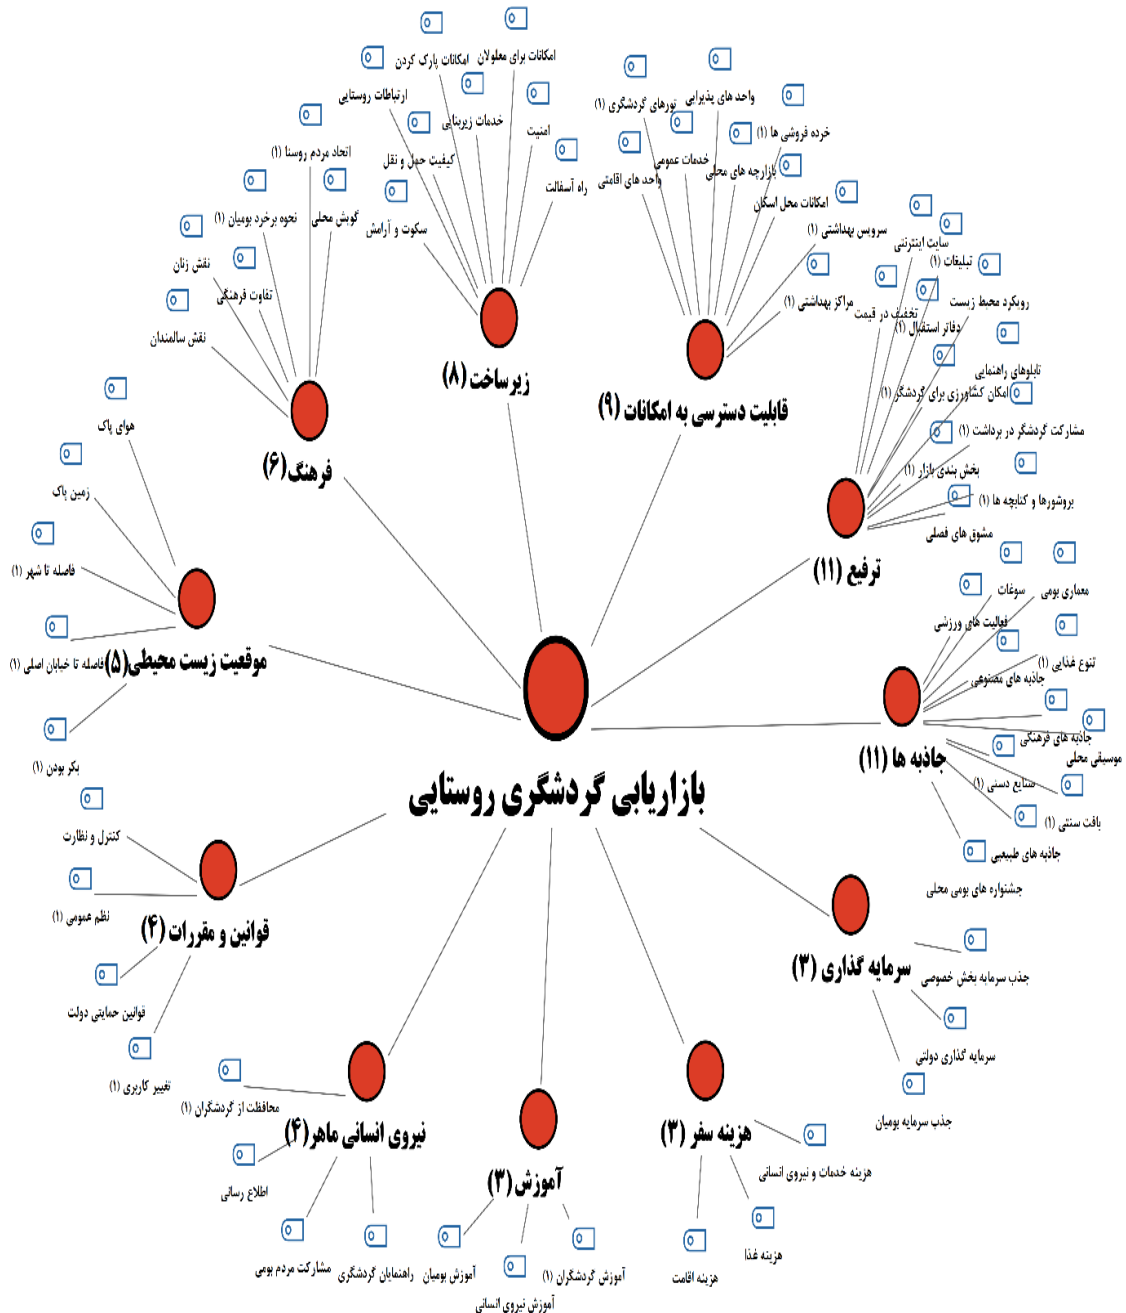 بازاریابی گردشگری روستایی
قابلیت دسترسی به امکانات (۹)
تورهای گردشگری (۱)
واحد های پذیرایی
خرده فروشی ها (۱)
خدمات عمومی
واحد های اقامتی
بازارچه های محلی
امکانات محل اسکان
سرویس بهداشتی (۱)
مراکز بهداشتی (۱)
ترفیع (۱۱)
سایت اینترنتی
تبلیغات (۱)
رویکرد محیط زیست
تخفیف در قیمت
دفاتر استقبال (۱)
تابلوهای راهنمایی
امکان کشاورزی برای گردشگر (۱)
مشارکت گردشگر در برداشت (۱)
بخش بندی بازار (۱)
بروشورها و کتابچه ها (۱)
مشوق های فصلی
جاذبه ها (۱۱)
سوغات
معماری بومی
فعالیت های ورزشی
تنوع غذایی (۱)
جاذبه های مصنوعی
جاذبه های فرهنگی
موسیقی محلی
صنایع دستی (۱)
بافت سنتی (۱)
جاذبه های طبیعیی
جشنواره های بومی محلی
سرمایه گذاری (۳)
جذب سرمایه بخش خصوصی
سرمایه گذاری دولتی
جذب سرمایه بومیان
هزینه سفر (۳)
هزینه خدمات و نیروی انسانی
هزینه غذا
هزینه اقامت
آموزش (۳)
آموزش گردشگران (۱)
آموزش نیروی انسانی
آموزش بومیان
نیروی انسانی ماهر (۴)
محافظت از گردشگران (۱)
اطلاع رسانی
مشارکت مردم بومی
راهنمایان گردشگری
قوانین و مقررات (۴)
کنترل و نظارت
نظم عمومی (۱)
قوانین حمایتی دولت
تغییر کاربری (۱)
موقعیت زیست محیطی (۵)
هوای پاک
زمین پاک
فاصله تا شهر (۱)
فاصله تا خیابان اصلی (۱)
بکر بودن (۱)
فرهنگ (۶)
اتحاد مردم روستا (۱)
نحوه برخرد بومیان (۱)
گویش محلی
نقش زنان
تفاوت فرهنگی
نقش سالمندان
زیرساخت (۸)
امکانات برای معلولان
امکانات پارک کردن
ارتباطات روستایی
خدمات زیربنایی
امنیت
کیفیت حمل و نقل
راه آسفالت
سکوت و آرامش